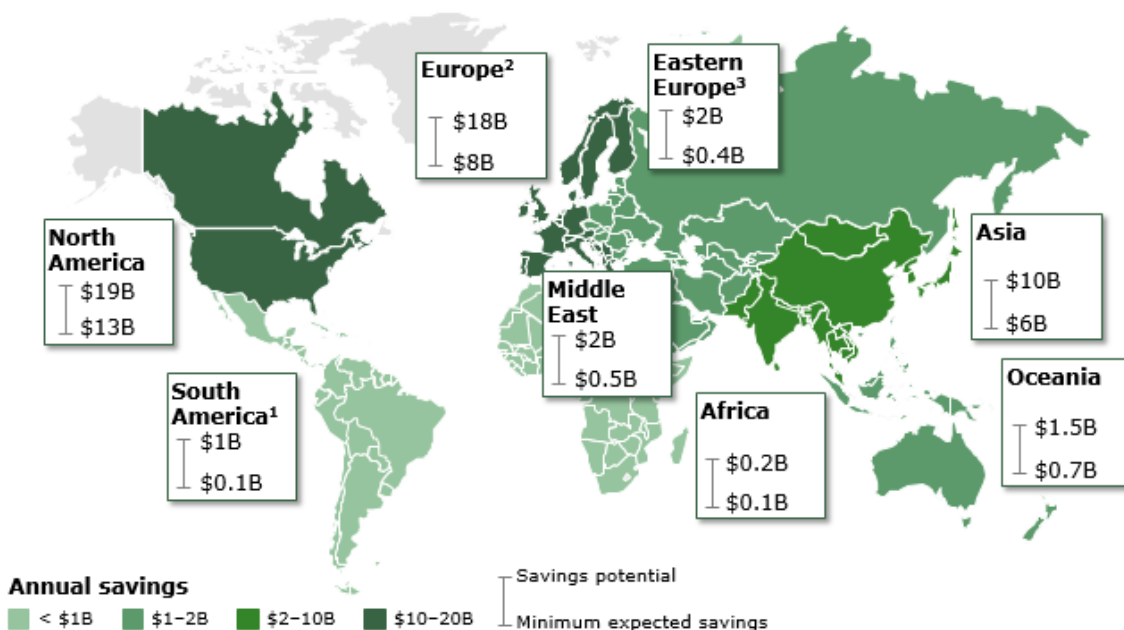 Europe²
$18B
$8B
Eastern
Europe³
$2B
$0.4B
North
America
$19B
$13B
Asia
$10B
$6B
Middle
East
$2B
$0.5B
South
America¹
$1B
$0.1B
Africa
$0.2B
$0.1B
Oceania
$1.5B
$0.7B
Annual savings
< $1B
$1–2B
$2–10B
$10–20B
Savings potential
Minimum expected savings